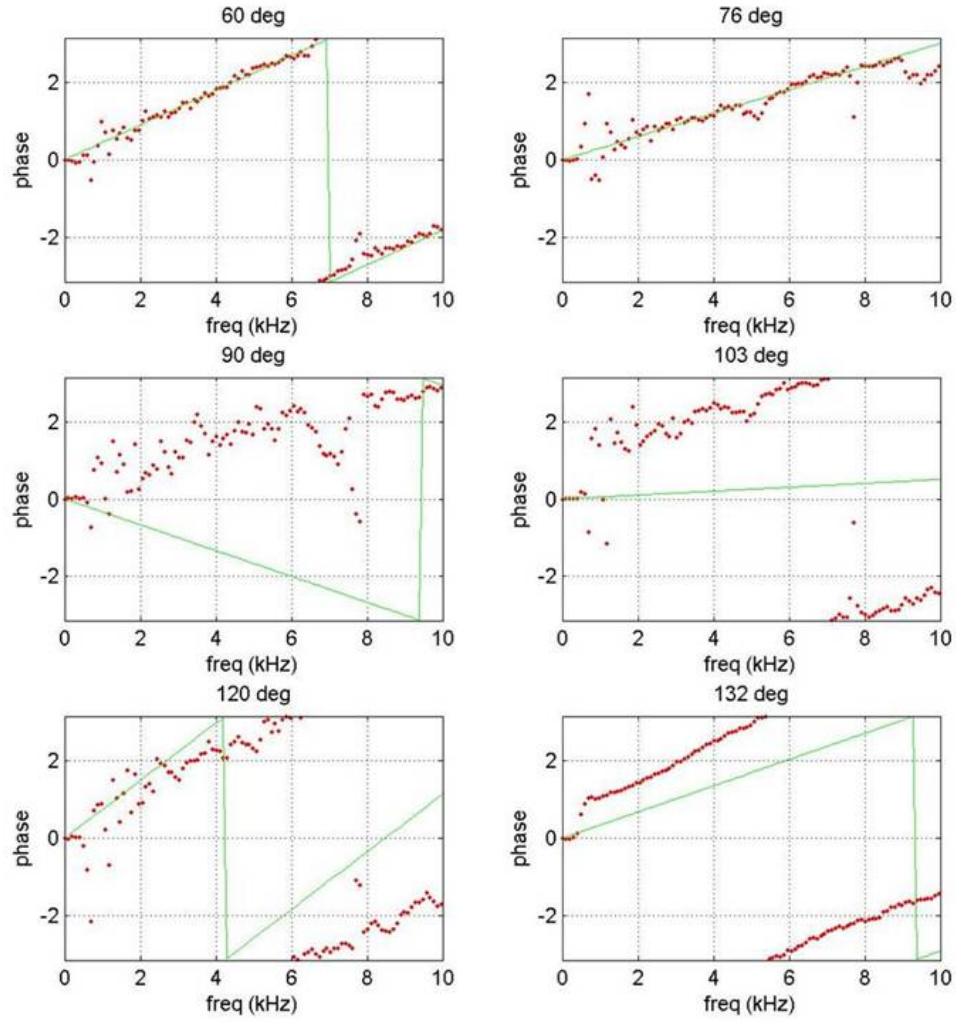 60 deg
76 deg
2
0
-2
phase
0 2 4 6 8 10
freq (kHz)
2
0
-2
phase
0 2 4 6 8 10
freq (kHz)
90 deg
103 deg
2
0
-2
phase
0 2 4 6 8 10
freq (kHz)
2
0
-2
phase
0 2 4 6 8 10
freq (kHz)
120 deg
132 deg
2
0
-2
phase
0 2 4 6 8 10
freq (kHz)
2
0
-2
phase
0 2 4 6 8 10
freq (kHz)